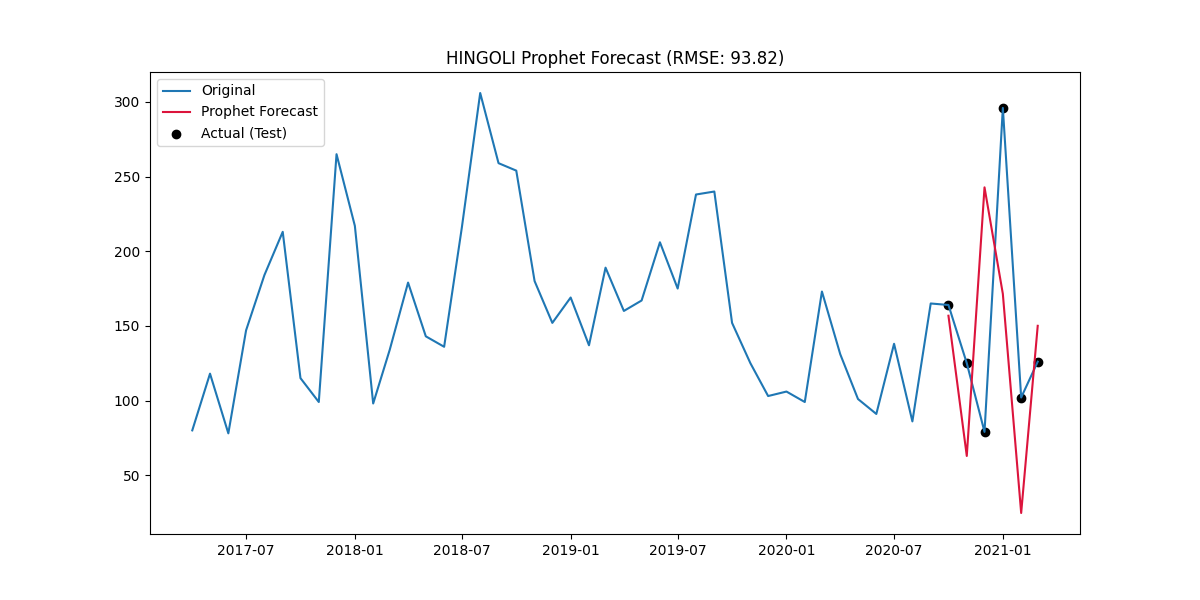 HINGOLI Prophet Forecast (RMSE: 93.82)
Original
Prophet Forecast
Actual (Test)
300
250
200
150
100
50
2017-07 2018-01 2018-07 2019-01 2019-07 2020-01 2020-07 2021-01